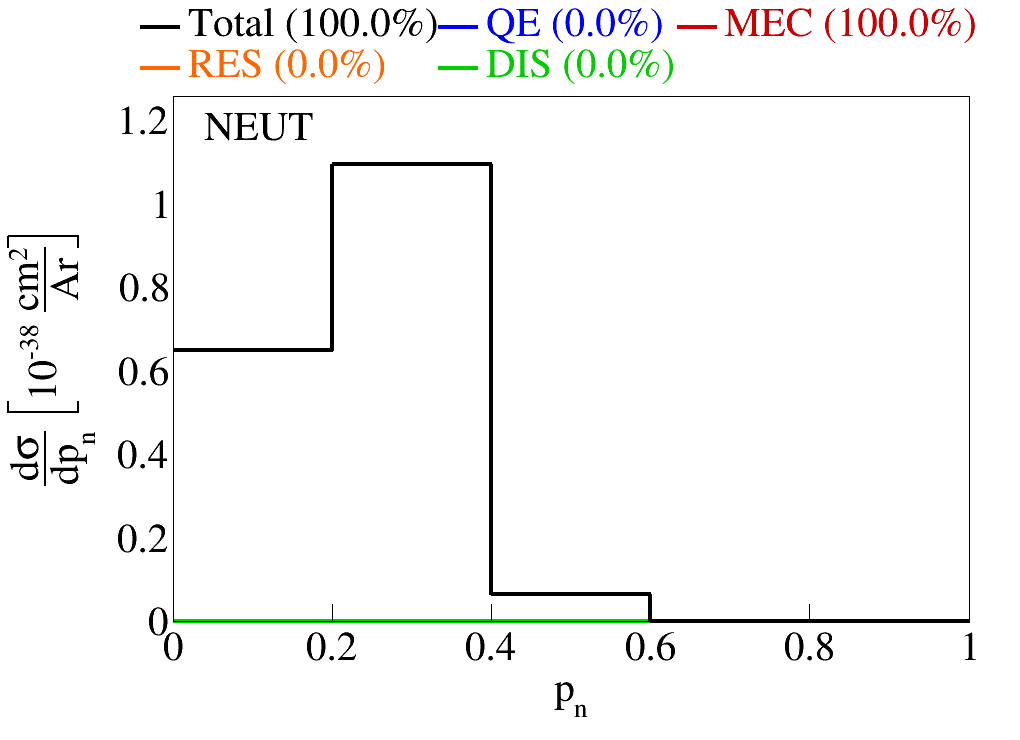 Total (100.0%) QE (0.0%) MEC (100.0%)
RES (0.0%) DIS (0.0%)
NEUT
1.2
1
0.8
0.6
0.4
0.2
0
0 0.2 0.4 0.6 0.8 1
p_n
dσ/dp_n [10^-38 cm^2/Ar]